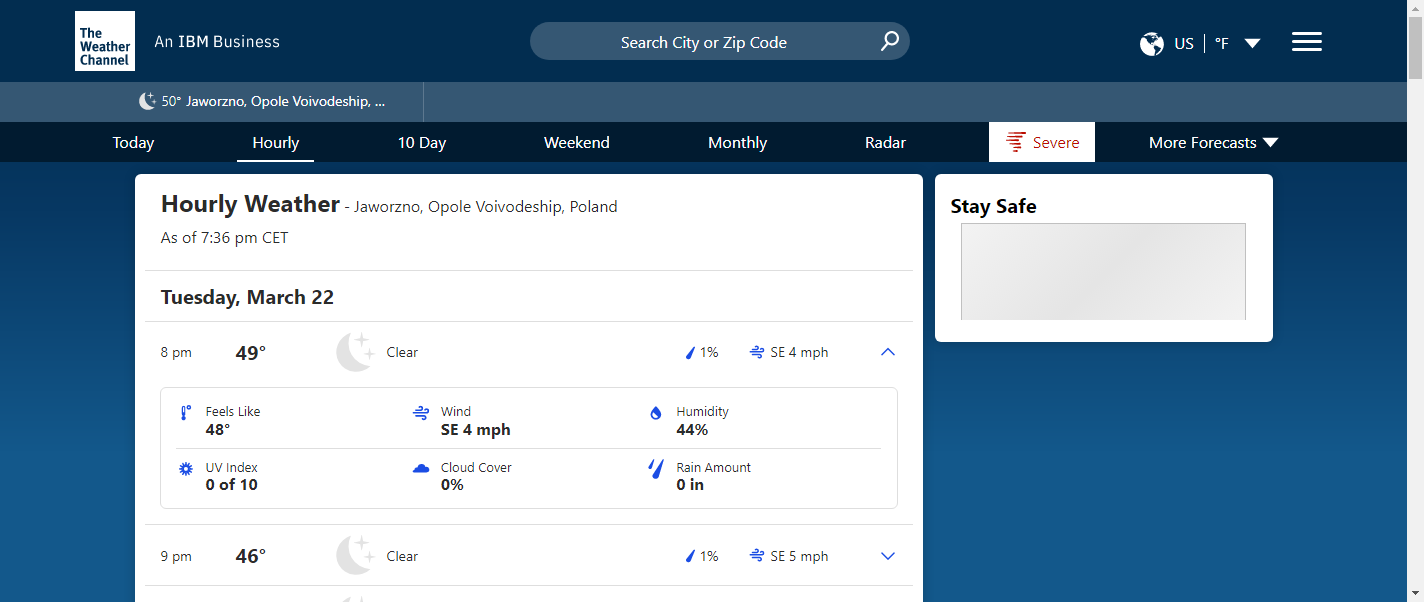 The
Weather
Channel
An IBM Business
Search City or Zip Code
US | °F
50° Jaworzno, Opole Voivodeship, ...
Today Hourly 10 Day Weekend Monthly Radar Severe More Forecasts
Hourly Weather - Jaworzno, Opole Voivodeship, Poland
As of 7:36 pm CET
Stay Safe
Tuesday, March 22
8 pm 49° Clear 1% SE 4 mph
Feels Like Wind Humidity
48° SE 4 mph 44%
UV Index Cloud Cover Rain Amount
0 of 10 0% 0 in
9 pm 46° Clear 1% SE 5 mph